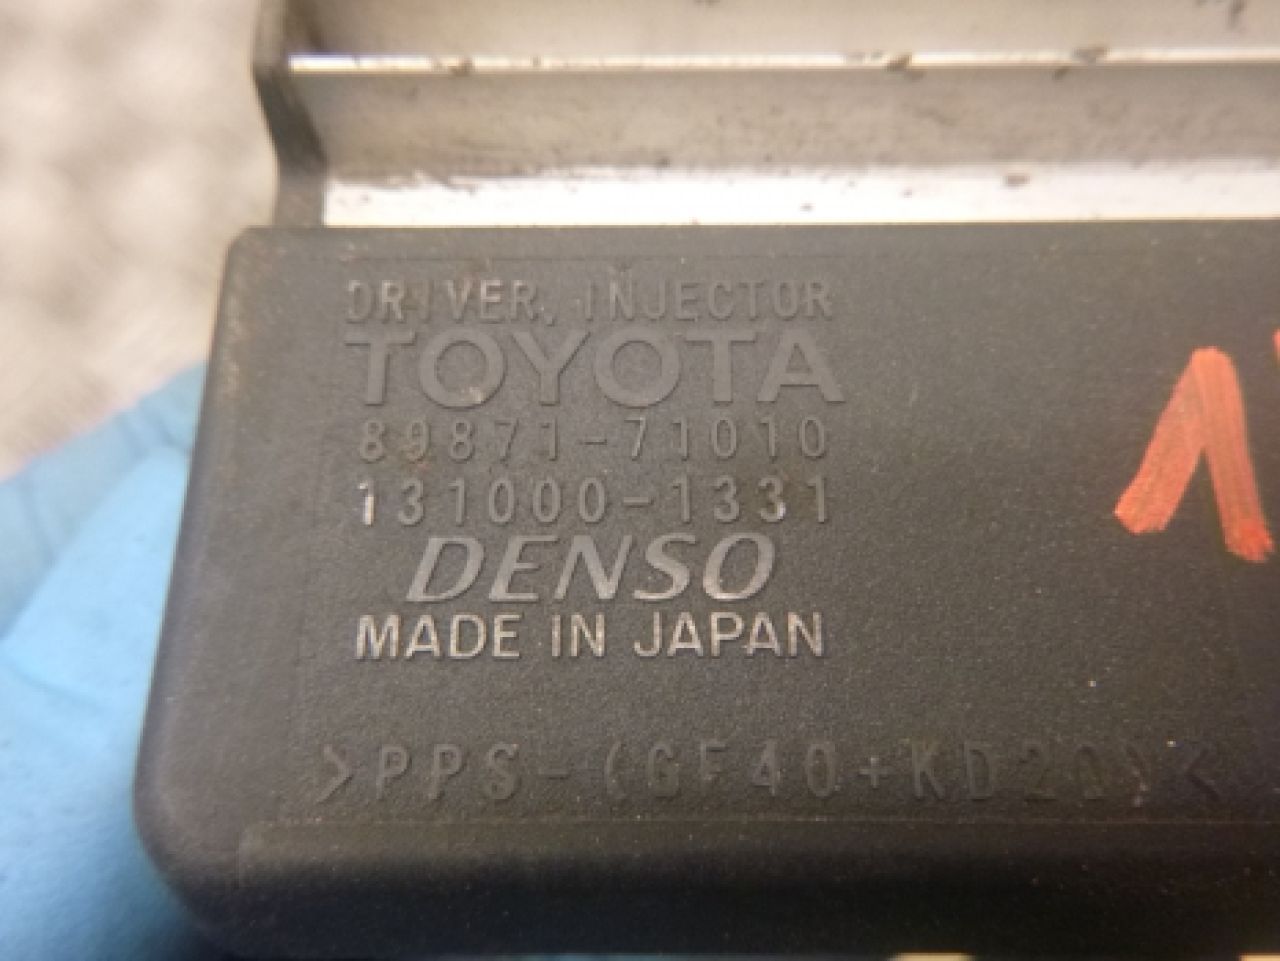 DRIVER, INJECTOR
TOYOTA
89871-71010
131000-1331
DENSO
MADE IN JAPAN
>PPS-(GF40+KD20)<